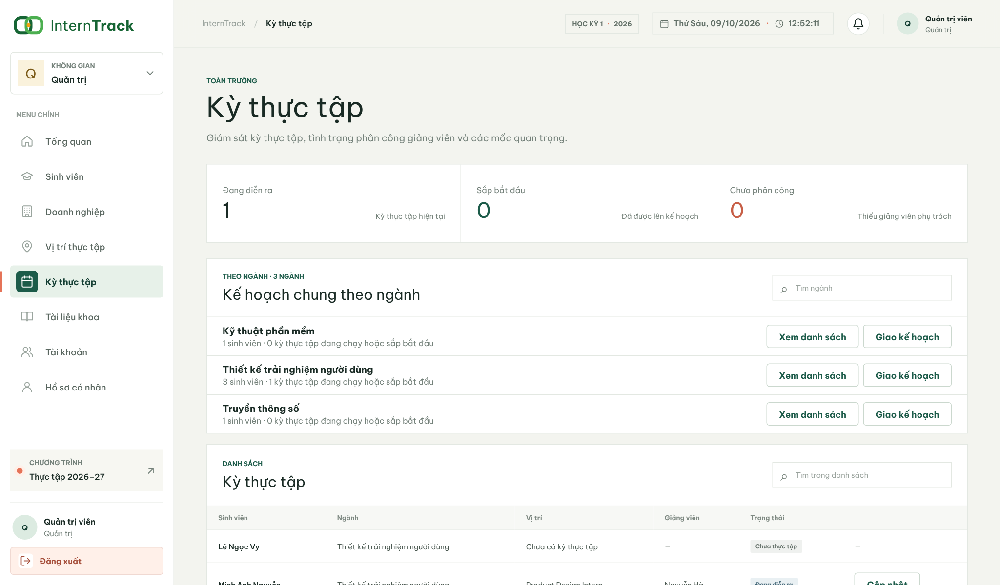 InternTrack
Q
KHÔNG GIAN
Quản trị
MENU CHÍNH
Tổng quan
Sinh viên
Doanh nghiệp
Vị trí thực tập
Kỳ thực tập
Tài liệu khoa
Tài khoản
Hồ sơ cá nhân
CHƯƠNG TRÌNH
Thực tập 2026–27
Q
Quản trị viên
Quản trị
Đăng xuất
InternTrack / Kỳ thực tập
HỌC KỲ 1 · 2026
Thứ Sáu, 09/10/2026 · 12:52:11
Q
Quản trị viên
Quản trị
TOÀN TRƯỜNG
Kỳ thực tập
Giám sát kỳ thực tập, tình trạng phân công giảng viên và các mốc quan trọng.
Đang diễn ra
1
Kỳ thực tập hiện tại
Sắp bắt đầu
0
Đã được lên kế hoạch
Chưa phân công
0
Thiếu giảng viên phụ trách
THEO NGÀNH · 3 NGÀNH
Kế hoạch chung theo ngành
Tìm ngành
Kỹ thuật phần mềm
1 sinh viên · 0 kỳ thực tập đang chạy hoặc sắp bắt đầu
Xem danh sách
Giao kế hoạch
Thiết kế trải nghiệm người dùng
3 sinh viên · 1 kỳ thực tập đang chạy hoặc sắp bắt đầu
Xem danh sách
Giao kế hoạch
Truyền thông số
1 sinh viên · 0 kỳ thực tập đang chạy hoặc sắp bắt đầu
Xem danh sách
Giao kế hoạch
DANH SÁCH
Kỳ thực tập
Tìm trong danh sách
Sinh viên Ngành Vị trí Giảng viên Trạng thái
Lê Ngọc Vy Thiết kế trải nghiệm người dùng Chưa có kỳ thực tập — Chưa thực tập —
Minh Anh Nguyễn Thiết kế trải nghiệm người dùng Product Design Intern Nguyễn Hà Đang diễn ra Cập nhật